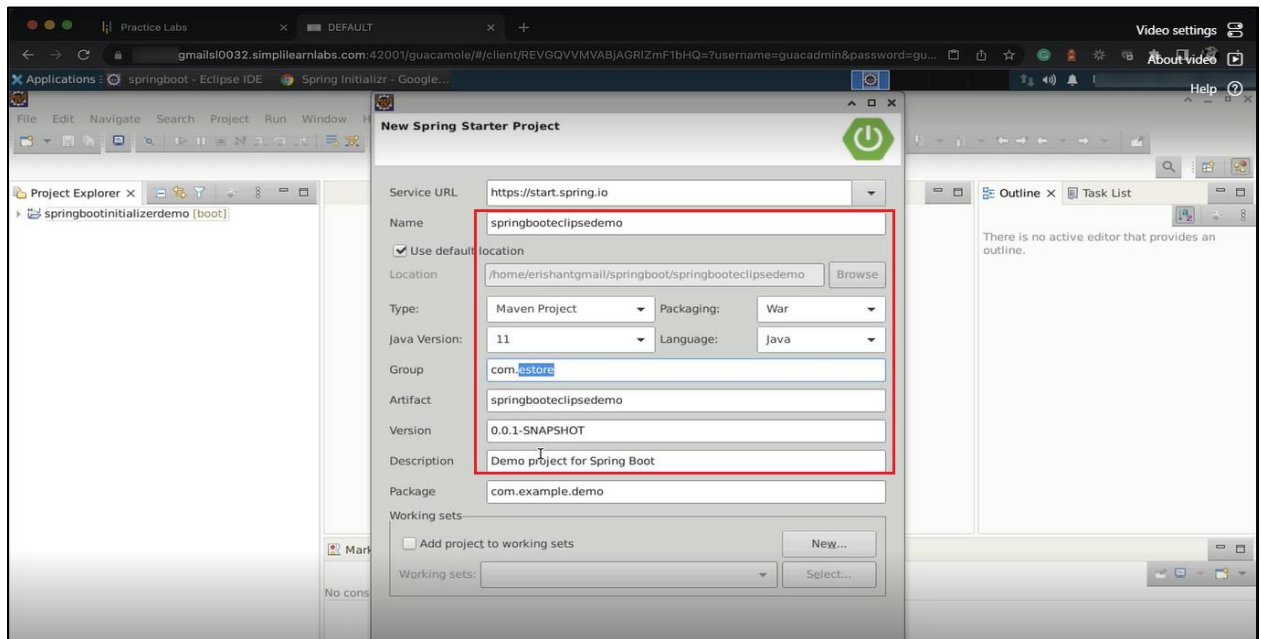 Practice Labs × DEFAULT × +
Video settings
gmailsl0032.simplilearnlabs.com:42001/guacamole/#/client/REVGQVVMVABjAGRIZmF1bHQ=?username=guacadmin&password=gu...
About video
Applications springboot - Eclipse IDE Spring Initializr - Google...
Help
File Edit Navigate Search Project Run Window H
New Spring Starter Project
Project Explorer ×
springbootinitializerdemo [boot]
Service URL https://start.spring.io
Name springbooteclipsedemo
Use default location
Location /home/erishantgmail/springboot/springbooteclipsedemo Browse
Type: Maven Project Packaging: War
Java Version: 11 Language: Java
Group com.estore
Artifact springbooteclipsedemo
Version 0.0.1-SNAPSHOT
Description Demo project for Spring Boot
Package com.example.demo
Working sets
Add project to working sets New...
Working sets: Select...
Outline × Task List
There is no active editor that provides an
outline.
Mark
No cons